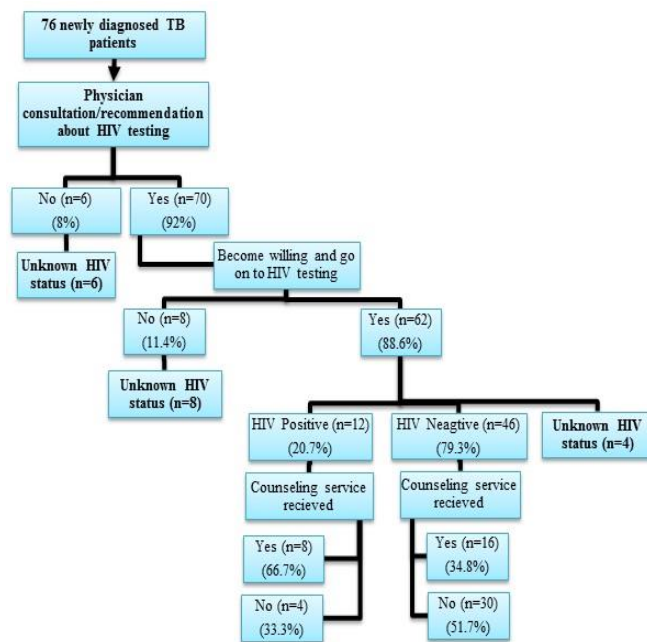 76 newly diagnosed TB
patients
Physician
consultation/recommendation
about HIV testing
No (n=6)
(8%)
Yes (n=70)
(92%)
Unknown HIV
status (n=6)
Become willing and go
on to HIV testing
No (n=8)
(11.4%)
Yes (n=62)
(88.6%)
Unknown HIV
status (n=8)
HIV Positive (n=12)
(20.7%)
HIV Neagtive (n=46)
(79.3%)
Unknown HIV
status (n=4)
Counseling service
recieved
Counseling service
recieved
Yes (n=8)
(66.7%)
Yes (n=16)
(34.8%)
No (n=4)
(33.3%)
No (n=30)
(51.7%)